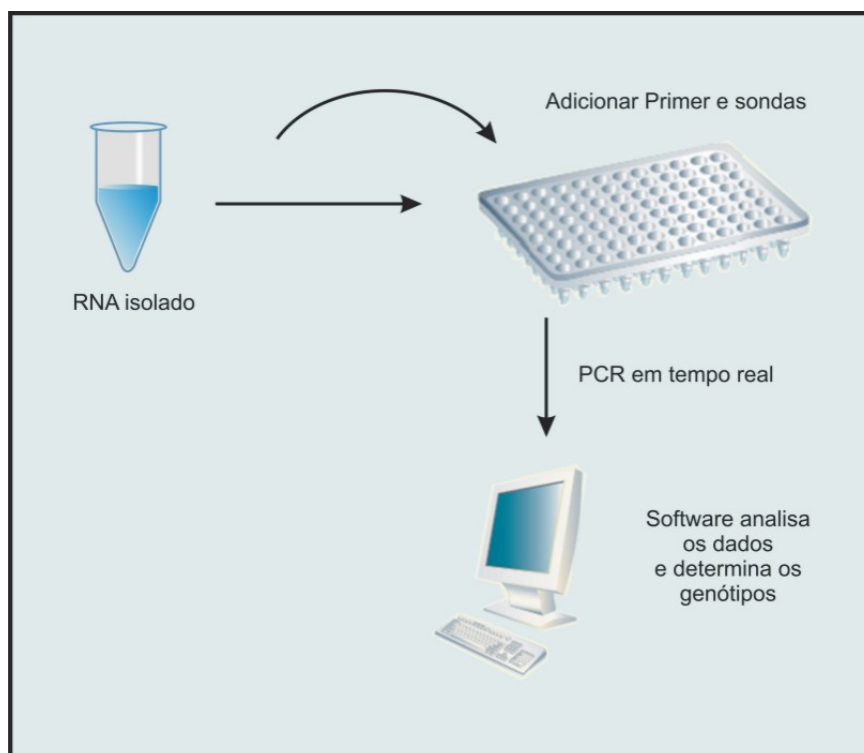 Adicionar Primer e sondas
RNA isolado
PCR em tempo real
Software analisa
os dados
e determina os
genótipos